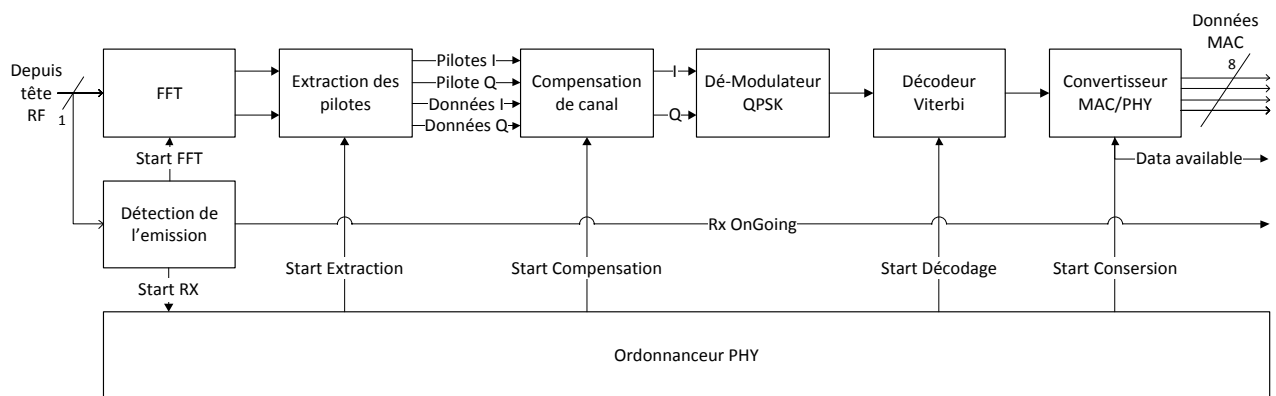 Données
MAC
8
Depuis
tête
RF
1
FFT
Extraction des
pilotes
Pilotes I
Pilote Q
Données I
Données Q
Compensation
de canal
I
Q
Dé-Modulateur
QPSK
Décodeur
Viterbi
Convertisseur
MAC/PHY
Start FFT
Data available
Détection de
l'emission
Rx OnGoing
Start RX
Start Extraction
Start Compensation
Start Décodage
Start Consersion
Ordonnanceur PHY